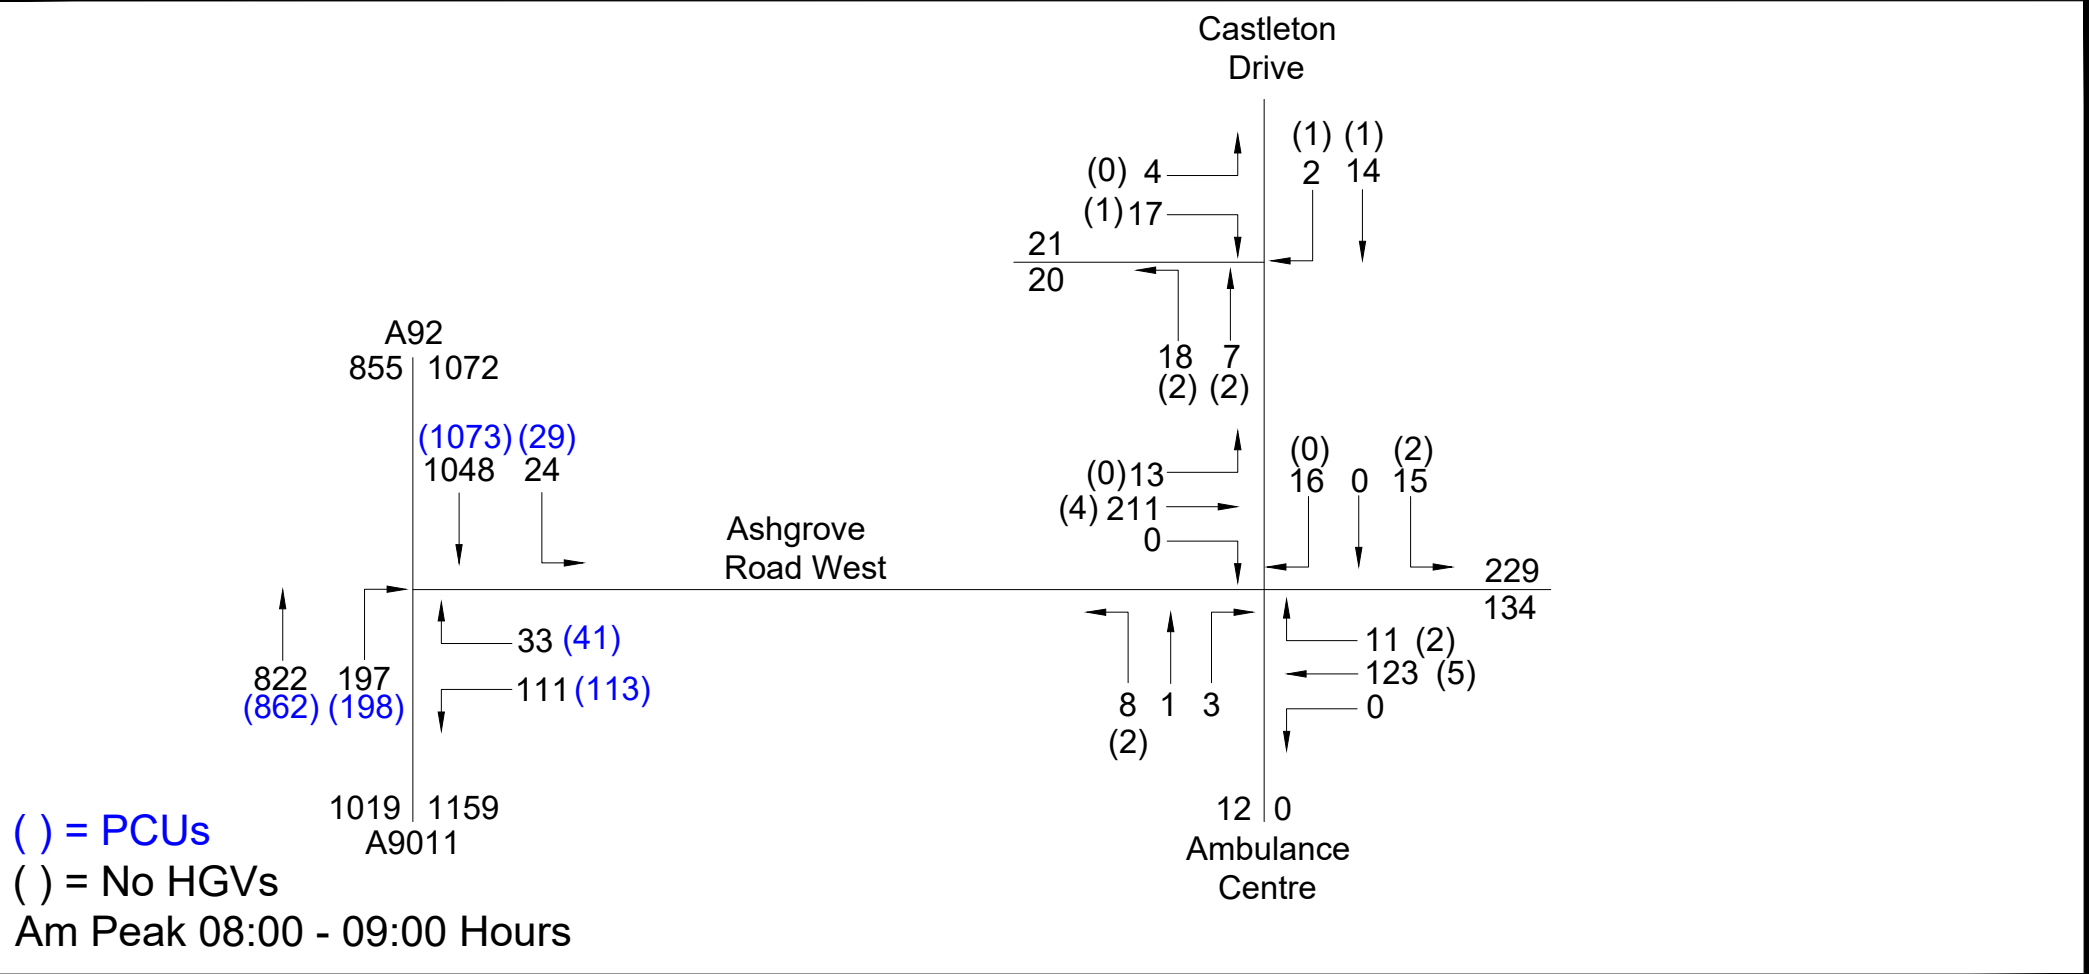 Castleton
Drive
(1) (1)
(0) 4
2 14
(1) 17
21
20
A92
855 1072
18 7
(2) (2)
(1073) (29)
1048 24
(0) (2)
(0) 13
16 0 15
(4) 211
0
Ashgrove
Road West
229
134
33 (41)
11 (2)
822 197
(862) (198)
111 (113)
123 (5)
8 1 3
0
(2)
1019 1159
A9011
12 0
Ambulance
Centre
( ) = PCUs
( ) = No HGVs
Am Peak 08:00 - 09:00 Hours